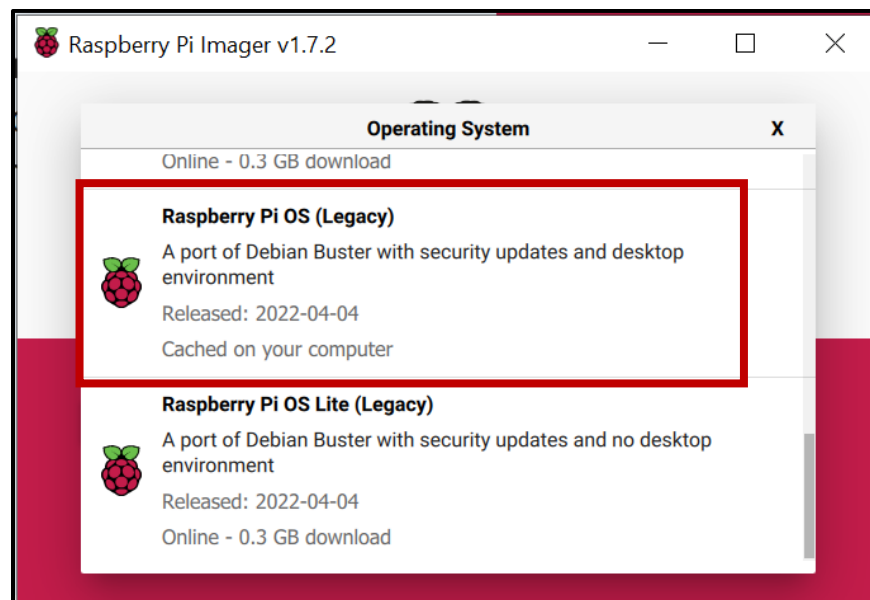 Raspberry Pi Imager v1.7.2
Operating System
X
Online - 0.3 GB download
Raspberry Pi OS (Legacy)
A port of Debian Buster with security updates and desktop
environment
Released: 2022-04-04
Cached on your computer
Raspberry Pi OS Lite (Legacy)
A port of Debian Buster with security updates and no desktop
environment
Released: 2022-04-04
Online - 0.3 GB download